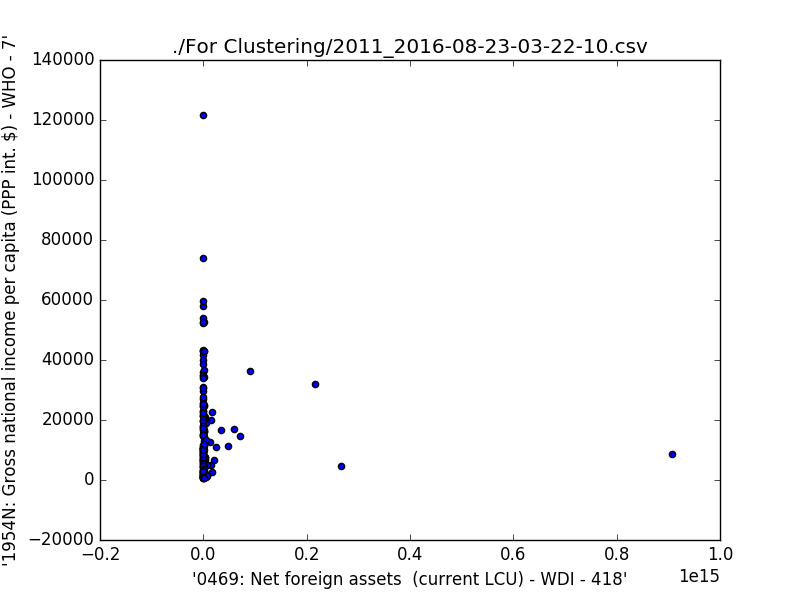 ./For Clustering/2011_2016-08-23-03-22-10.csv
'1954N: Gross national income per capita (PPP int. $) - WHO - 7'
140000
120000
100000
80000
60000
40000
20000
0
−20000
−0.2 0.0 0.2 0.4 0.6 0.8 1.0
1e15
'0469: Net foreign assets  (current LCU) - WDI - 418'